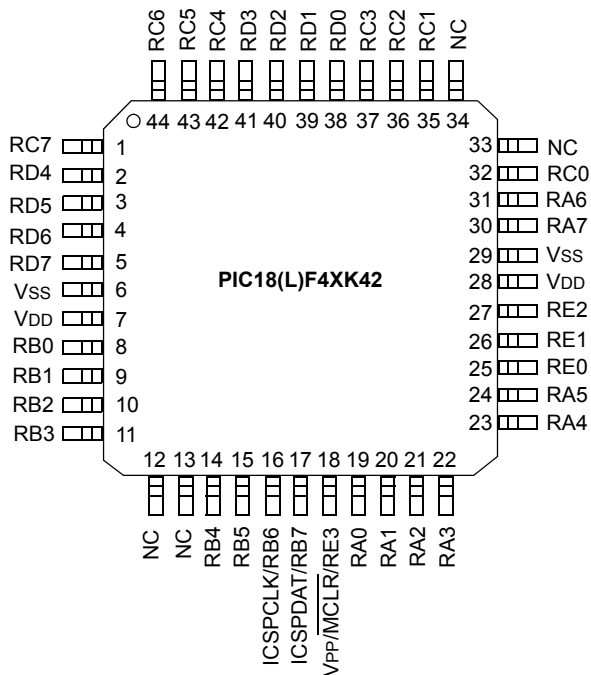 RC6
RC5
RC4
RD3
RD2
RD1
RD0
RC3
RC2
RC1
NC
44 43 42 41 40 39 38 37 36 35 34
RC7 1
RD4 2
RD5 3
RD6 4
RD7 5
VSS 6
VDD 7
RB0 8
RB1 9
RB2 10
RB3 11
PIC18(L)F4XK42
33 NC
32 RC0
31 RA6
30 RA7
29 VSS
28 VDD
27 RE2
26 RE1
25 RE0
24 RA5
23 RA4
12 13 14 15 16 17 18 19 20 21 22
NC
NC
RB4
RB5
ICSPCLK/RB6
ICSPDAT/RB7
VPP/MCLR/RE3
RA0
RA1
RA2
RA3